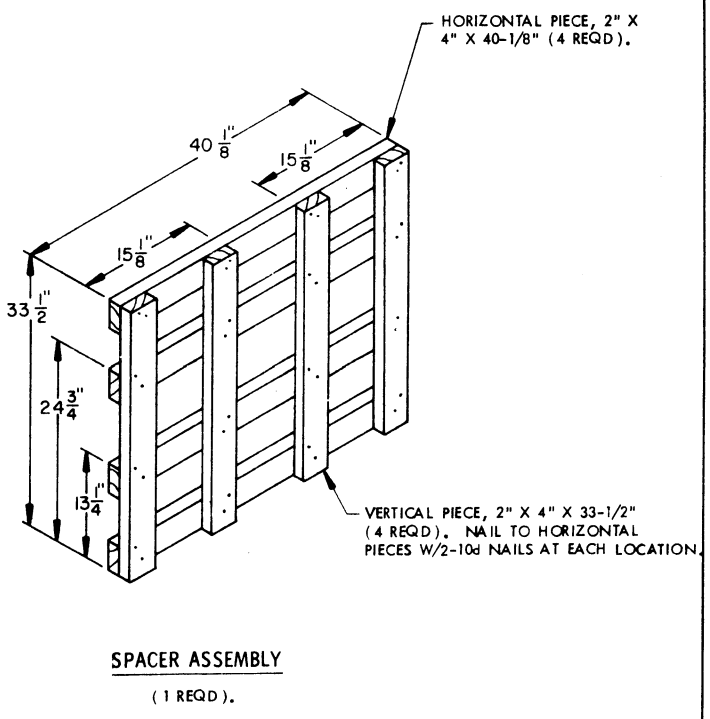 HORIZONTAL PIECE, 2" X
4" X 40-1/8" (4 REQD).
40 1/8"
15 1/8"
15 1/8"
33 1/2"
24 3/4"
13 1/4"
VERTICAL PIECE, 2" X 4" X 33-1/2"
(4 REQD). NAIL TO HORIZONTAL
PIECES W/2-10d NAILS AT EACH LOCATION.
SPACER ASSEMBLY
(1 REQD).